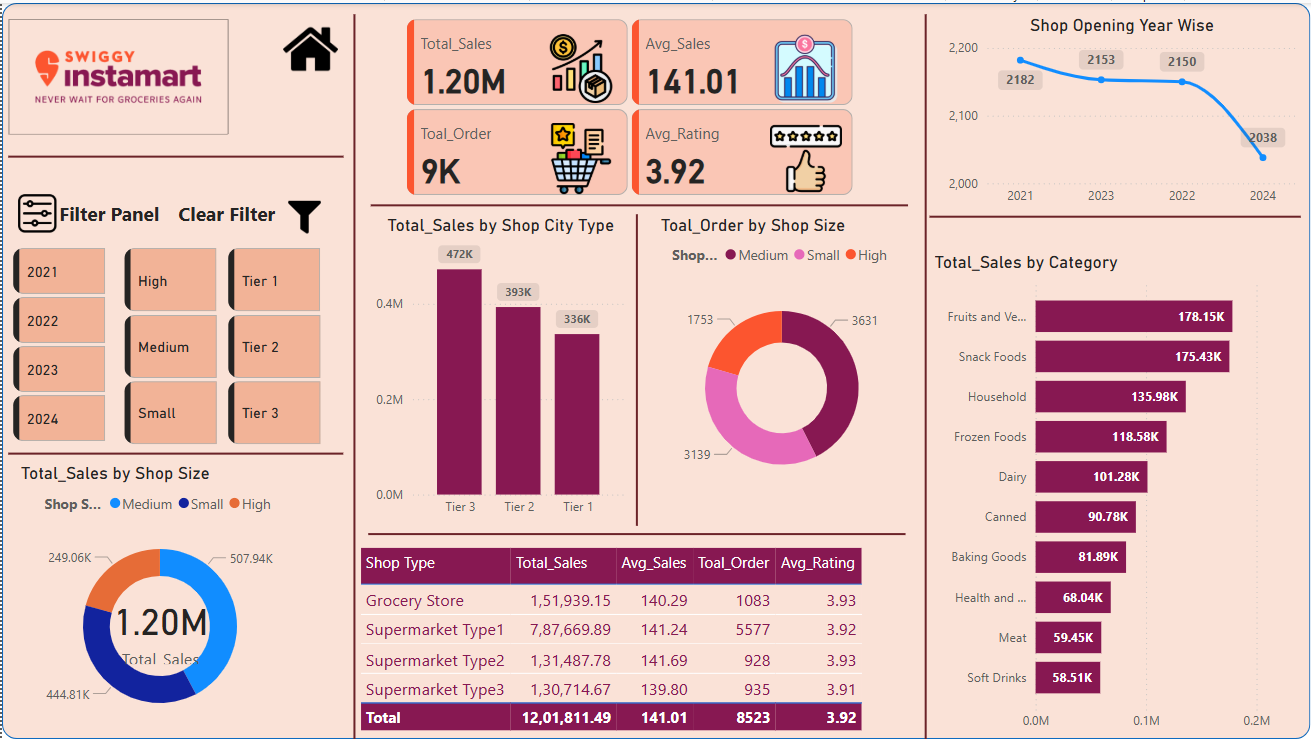 SWIGGY
instamart
NEVER WAIT FOR GROCERIES AGAIN
Filter Panel
Clear Filter
2021
2022
2023
2024
High
Medium
Small
Tier 1
Tier 2
Tier 3
Total_Sales by Shop Size
Shop S... Medium Small High
249.06K
507.94K
1.20M
Total_Sales
444.81K
Total_Sales
1.20M
Avg_Sales
141.01
Toal_Order
9K
Avg_Rating
3.92
Total_Sales by Shop City Type
472K
393K
336K
0.4M
0.2M
0.0M
Tier 3 Tier 2 Tier 1
Toal_Order by Shop Size
Shop... Medium Small High
1753
3631
3139
Shop Type Total_Sales Avg_Sales Toal_Order Avg_Rating
Grocery Store 1,51,939.15 140.29 1083 3.93
Supermarket Type1 7,87,669.89 141.24 5577 3.92
Supermarket Type2 1,31,487.78 141.69 928 3.93
Supermarket Type3 1,30,714.67 139.80 935 3.91
Total 12,01,811.49 141.01 8523 3.92
Shop Opening Year Wise
2,200
2,100
2,000
2182
2153
2150
2038
2021 2023 2022 2024
Total_Sales by Category
Fruits and Ve... 178.15K
Snack Foods 175.43K
Household 135.98K
Frozen Foods 118.58K
Dairy 101.28K
Canned 90.78K
Baking Goods 81.89K
Health and ... 68.04K
Meat 59.45K
Soft Drinks 58.51K
0.0M 0.1M 0.2M